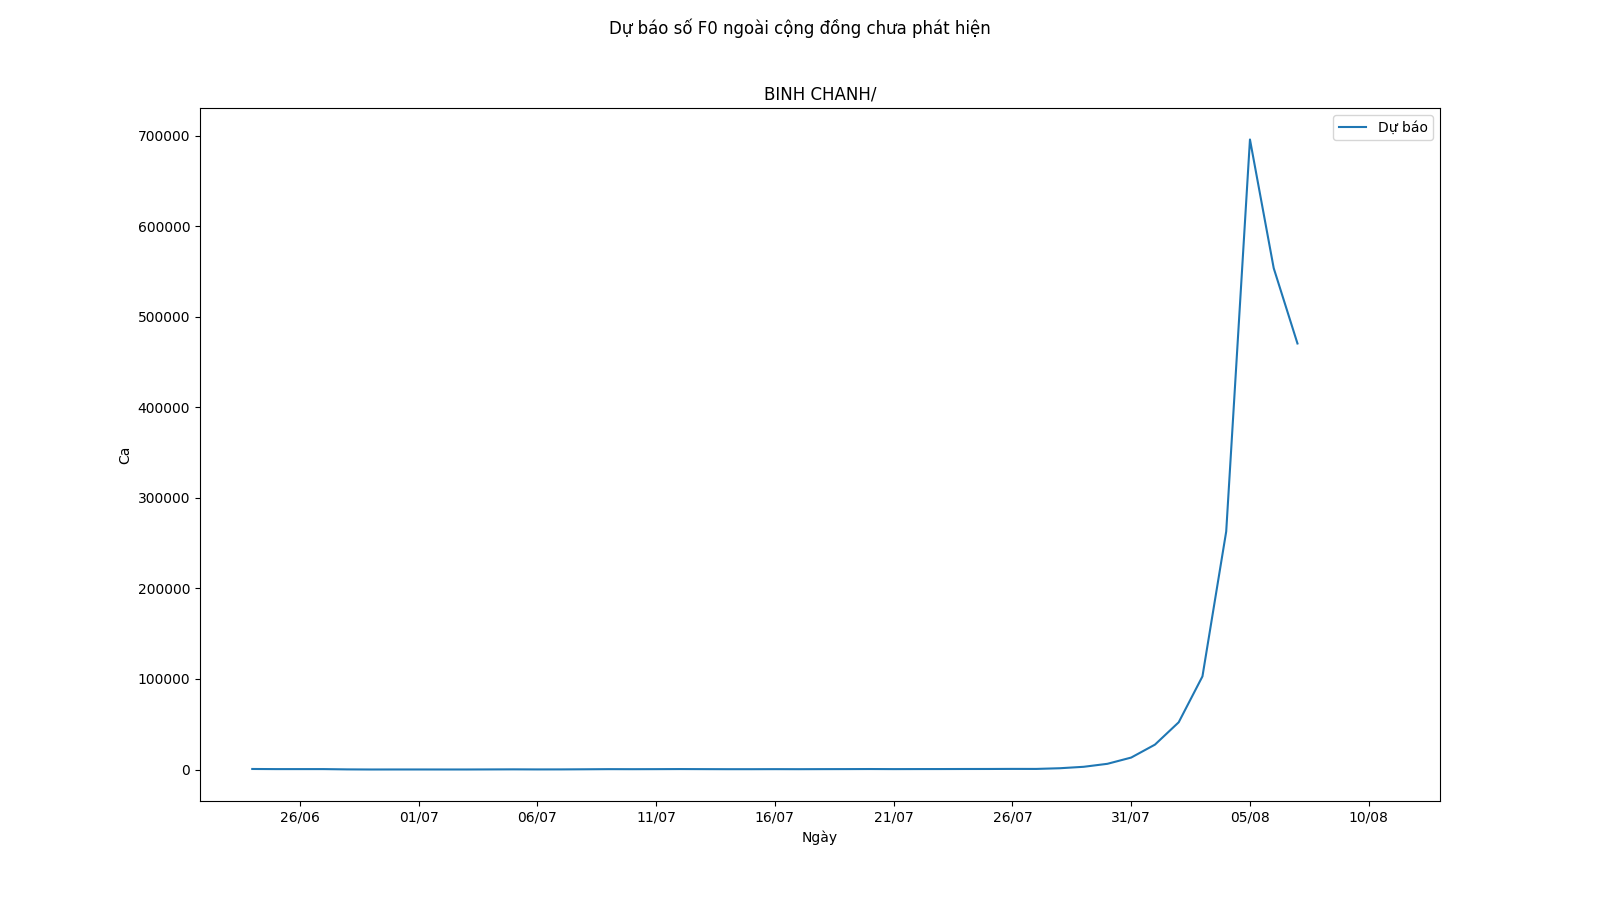 Dự báo số F0 ngoài cộng đồng chưa phát hiện
BINH CHANH/
Dự báo
700000
600000
500000
400000
300000
200000
100000
0
Ca
26/06 01/07 06/07 11/07 16/07 21/07 26/07 31/07 05/08 10/08
Ngày